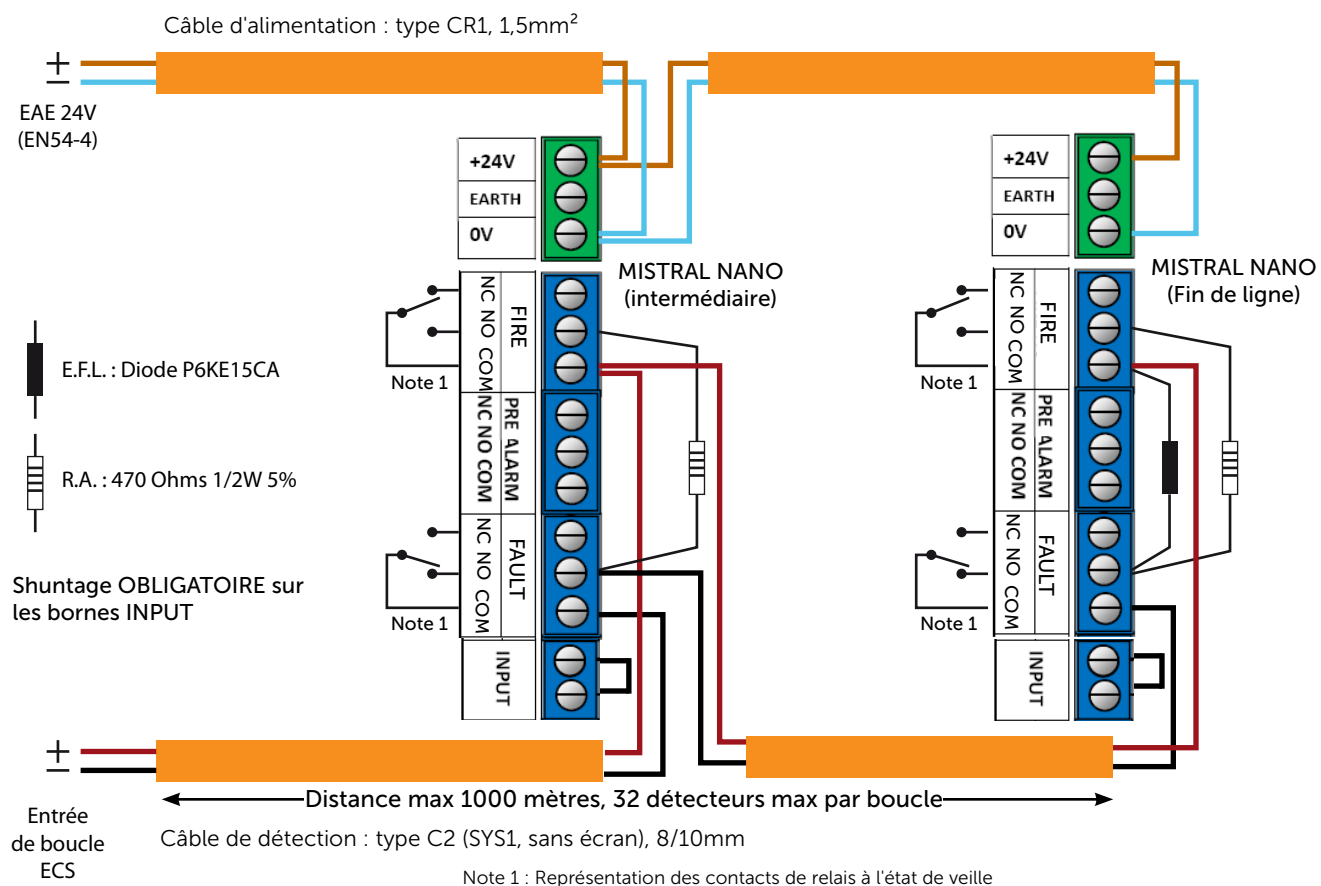 Câble d'alimentation : type CR1, 1,5mm²
+
−
EAE 24V
(EN54-4)
+24V
EARTH
0V
+24V
EARTH
0V
MISTRAL NANO
(intermédiaire)
MISTRAL NANO
(Fin de ligne)
NC NO COM
FIRE
Note 1
NC NO COM
PRE ALARM
NC NO COM
FAULT
Note 1
INPUT
NC NO COM
FIRE
Note 1
NC NO COM
PRE ALARM
NC NO COM
FAULT
Note 1
INPUT
E.F.L. : Diode P6KE15CA
R.A. : 470 Ohms 1/2W 5%
Shuntage OBLIGATOIRE sur
les bornes INPUT
+
−
Entrée
de boucle
ECS
Distance max 1000 mètres, 32 détecteurs max par boucle
Câble de détection : type C2 (SYS1, sans écran), 8/10mm
Note 1 : Représentation des contacts de relais à l'état de veille